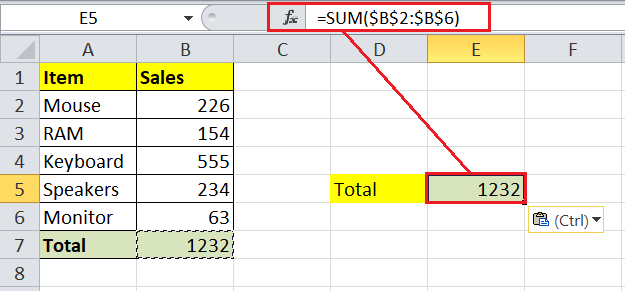 E5 fx =SUM($B$2:$B$6)
A B C D E F
1 Item Sales
2 Mouse 226
3 RAM 154
4 Keyboard 555
5 Speakers 234 Total 1232
6 Monitor 63 (Ctrl)
7 Total 1232
8